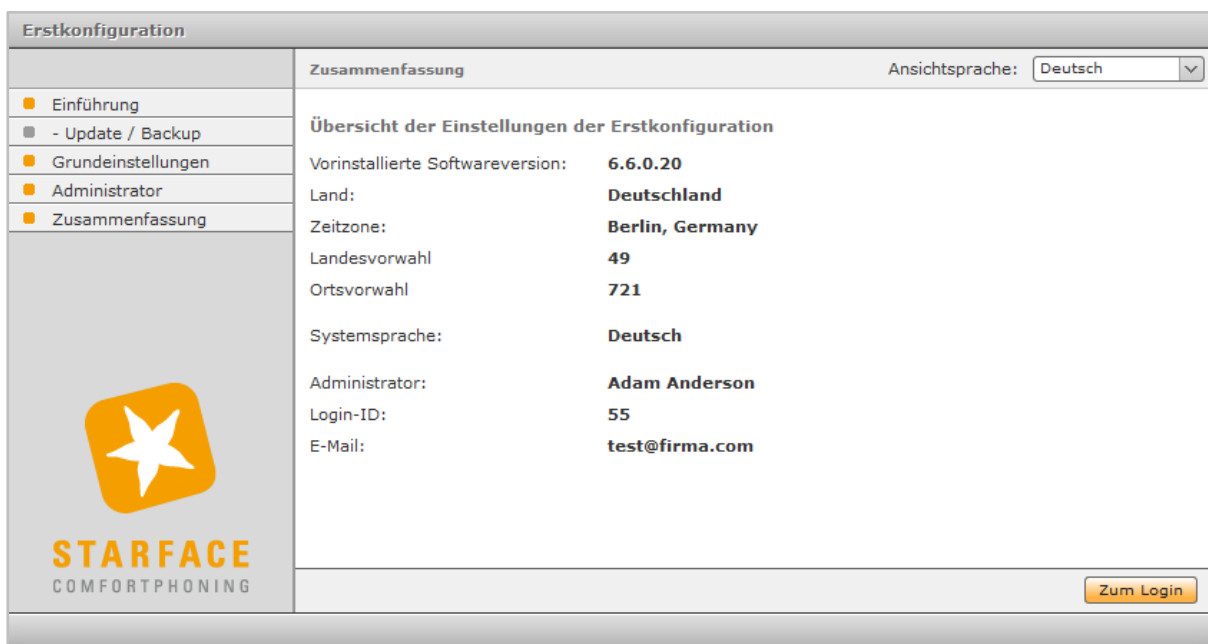 Erstkonfiguration
Zusammenfassung
Ansichtsprache: Deutsch
Einführung
- Update / Backup
Grundeinstellungen
Administrator
Zusammenfassung
Übersicht der Einstellungen der Erstkonfiguration
Vorinstallierte Softwareversion: 6.6.0.20
Land: Deutschland
Zeitzone: Berlin, Germany
Landesvorwahl 49
Ortsvorwahl 721
Systemsprache: Deutsch
Administrator: Adam Anderson
Login-ID: 55
E-Mail: test@firma.com
STARFACE
COMFORTPHONING
Zum Login